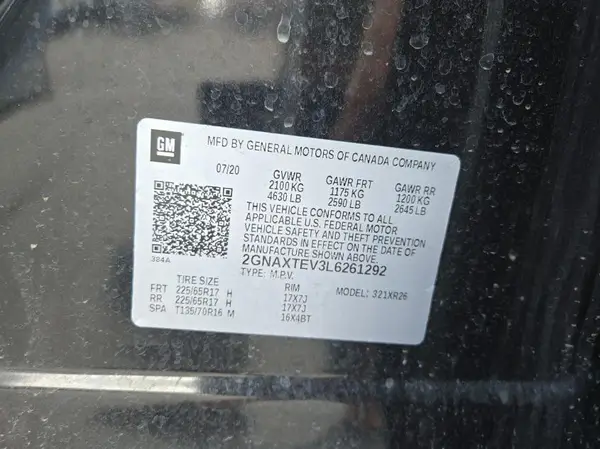 GM
MFD BY GENERAL MOTORS OF CANADA COMPANY
07/20 GVWR GAWR FRT GAWR RR
2100 KG 1175 KG 1200 KG
4630 LB 2590 LB 2645 LB
THIS VEHICLE CONFORMS TO ALL
APPLICABLE U.S. FEDERAL MOTOR
VEHICLE SAFETY AND THEFT PREVENTION
STANDARDS IN EFFECT ON THE DATE OF
MANUFACTURE SHOWN ABOVE.
384A 2GNAXTEV3L6261292
TYPE: M.P.V. MODEL: 321XR26
TIRE SIZE RIM
FRT 225/65R17 H 17X7J
RR 225/65R17 H 17X7J
SPA T135/70R16 M 16X4BT